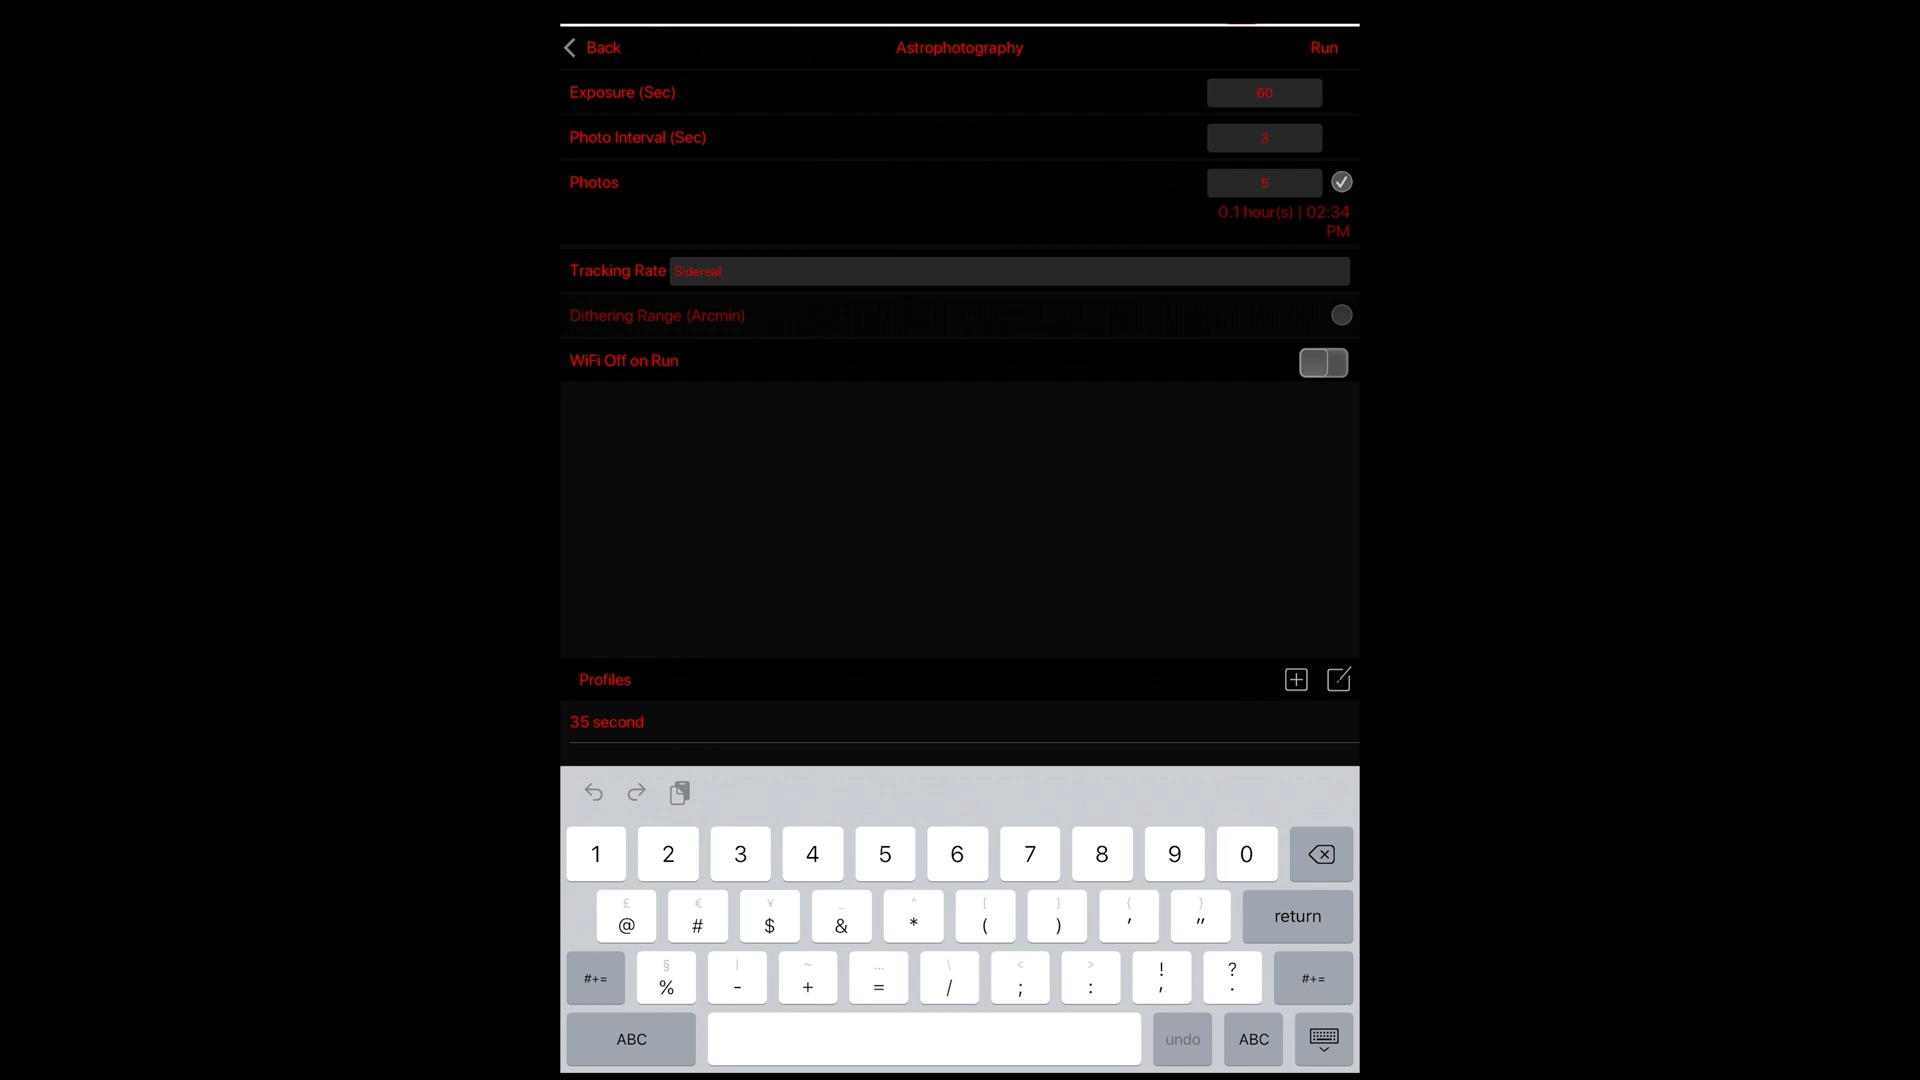 Back Astrophotography Run
Exposure (Sec) 60
Photo Interval (Sec) 3
Photos 5
0.1 hour(s) | 02:34
PM
Tracking Rate Sidereal
Dithering Range (Arcmin)
WiFi Off on Run
Profiles
35 second
1 2 3 4 5 6 7 8 9 0
£ € ¥ _ ^ [ ] { }
@ # $ & * ( ) ' " return
§ | ~ … \ < > ! ?
#+= % - + = / ; : , . #+=
ABC undo ABC